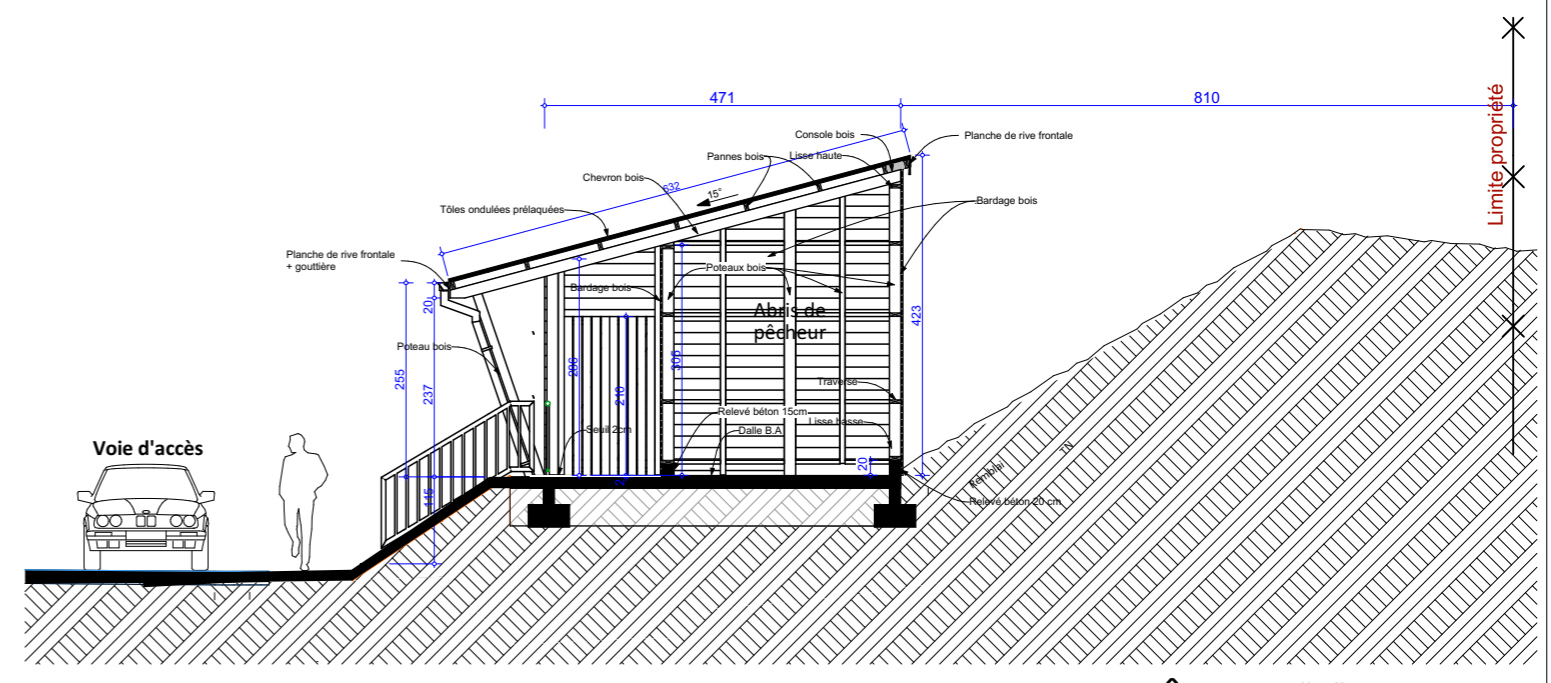 471
810
Limite propriété
Console bois
Planche de rive frontale
Pannes bois
Lisse haute
Chevron bois
632
15°
Tôles ondulées prélaquées
Bardage bois
Planche de rive frontale
+ gouttière
Poteaux bois
Bardage bois
20
Abris de
pêcheur
423
Poteau bois
286
305
255
237
210
Traverse
Relevé béton 15cm
Lisse basse
Seuil 2cm
Dalle B.A
Voie d'accès
20
2
TN
Remblai
115
Relevé béton 20 cm